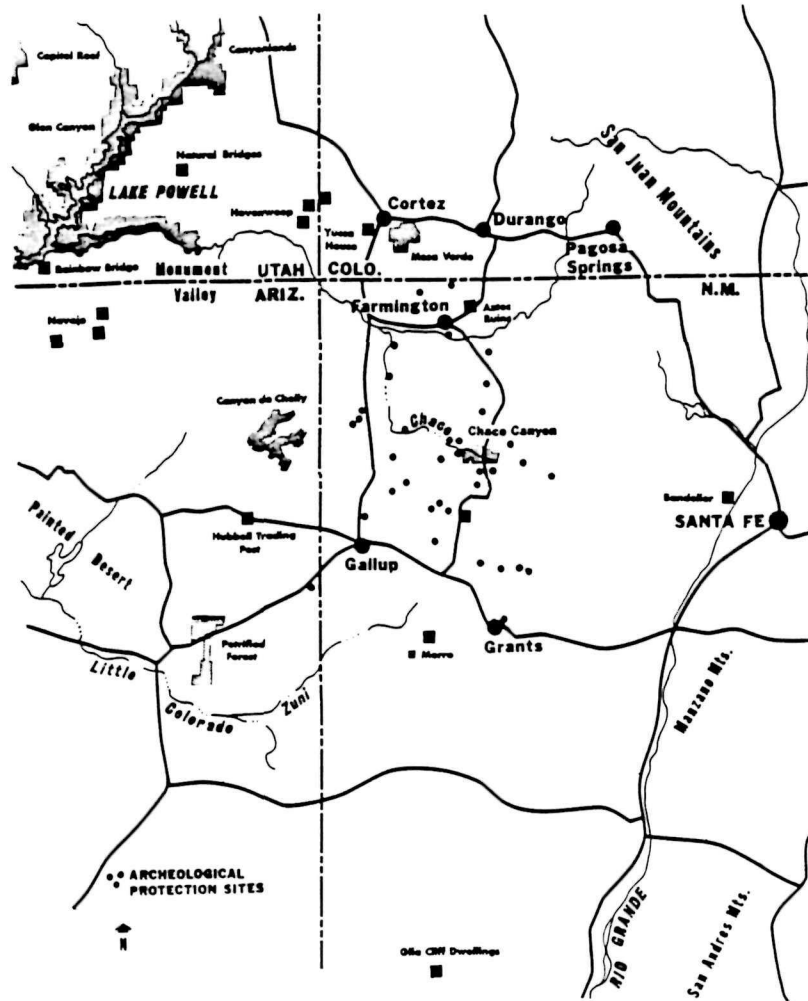 Canyonlands
Capitol Reef
Glen Canyon
Natural Bridges
LAKE POWELL
San Juan Mountains
Hovenweep
Cortez
Yucca
House
Mesa Verde
Durango
Pagosa
Springs
Rainbow Bridge
Monument
Valley
UTAH
COLO.
ARIZ.
N.M.
Navajo
Farmington
Aztec
Ruins
Canyon de Chelly
Chaco
Chaco Canyon
Bandelier
SANTA FE
Painted
Desert
Hubbell Trading
Post
Gallup
Petrified
Forest
Grants
Morro
Little
Colorado
Zuni
Manzano Mts.
ARCHEOLOGICAL
PROTECTION SITES
N
Gila Cliff Dwellings
RIO GRANDE
San Andres Mts.